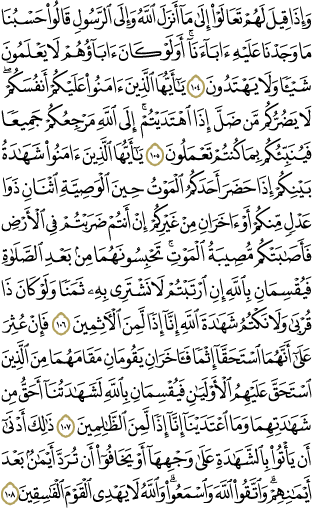 وَإِذَا قِيلَ لَهُمْ تَعَالَوْا۟ إِلَىٰ مَآ أَنزَلَ ٱللَّهُ وَإِلَى ٱلرَّسُولِ قَالُوا۟ حَسْبُنَا
مَا وَجَدْنَا عَلَيْهِ ءَابَآءَنَآ ۚ أَوَلَوْ كَانَ ءَابَآؤُهُمْ لَا يَعْلَمُونَ
شَيْـًٔا وَلَا يَهْتَدُونَ ١٠٤ يَـٰٓأَيُّهَا ٱلَّذِينَ ءَامَنُوا۟ عَلَيْكُمْ أَنفُسَكُمْ ۖ
لَا يَضُرُّكُم مَّن ضَلَّ إِذَا ٱهْتَدَيْتُمْ ۚ إِلَى ٱللَّهِ مَرْجِعُكُمْ جَمِيعًا
فَيُنَبِّئُكُم بِمَا كُنتُمْ تَعْمَلُونَ ١٠٥ يَـٰٓأَيُّهَا ٱلَّذِينَ ءَامَنُوا۟ شَهَـٰدَةُ
بَيْنِكُمْ إِذَا حَضَرَ أَحَدَكُمُ ٱلْمَوْتُ حِينَ ٱلْوَصِيَّةِ ٱثْنَانِ ذَوَا
عَدْلٍ مِّنكُمْ أَوْ ءَاخَرَانِ مِنْ غَيْرِكُمْ إِنْ أَنتُمْ ضَرَبْتُمْ فِى ٱلْأَرْضِ
فَأَصَـٰبَتْكُم مُّصِيبَةُ ٱلْمَوْتِ ۚ تَحْبِسُونَهُمَا مِنۢ بَعْدِ ٱلصَّلَوٰةِ
فَيُقْسِمَانِ بِٱللَّهِ إِنِ ٱرْتَبْتُمْ لَا نَشْتَرِى بِهِۦ ثَمَنًا وَلَوْ كَانَ ذَا
قُرْبَىٰ ۙ وَلَا نَكْتُمُ شَهَـٰدَةَ ٱللَّهِ إِنَّآ إِذًا لَّمِنَ ٱلْـَٔاثِمِينَ ١٠٦ فَإِنْ عُثِرَ
عَلَىٰٓ أَنَّهُمَا ٱسْتَحَقَّآ إِثْمًا فَـَٔاخَرَانِ يَقُومَانِ مَقَامَهُمَا مِنَ ٱلَّذِينَ
ٱسْتَحَقَّ عَلَيْهِمُ ٱلْأَوْلَيَـٰنِ فَيُقْسِمَانِ بِٱللَّهِ لَشَهَـٰدَتُنَآ أَحَقُّ مِن
شَهَـٰدَتِهِمَا وَمَا ٱعْتَدَيْنَآ إِنَّآ إِذًا لَّمِنَ ٱلظَّـٰلِمِينَ ١٠٧ ذَٰلِكَ أَدْنَىٰٓ
أَن يَأْتُوا۟ بِٱلشَّهَـٰدَةِ عَلَىٰ وَجْهِهَآ أَوْ يَخَافُوٓا۟ أَن تُرَدَّ أَيْمَـٰنٌۢ بَعْدَ
أَيْمَـٰنِهِمْ ۗ وَٱتَّقُوا۟ ٱللَّهَ وَٱسْمَعُوا۟ ۗ وَٱللَّهُ لَا يَهْدِى ٱلْقَوْمَ ٱلْفَـٰسِقِينَ ١٠٨